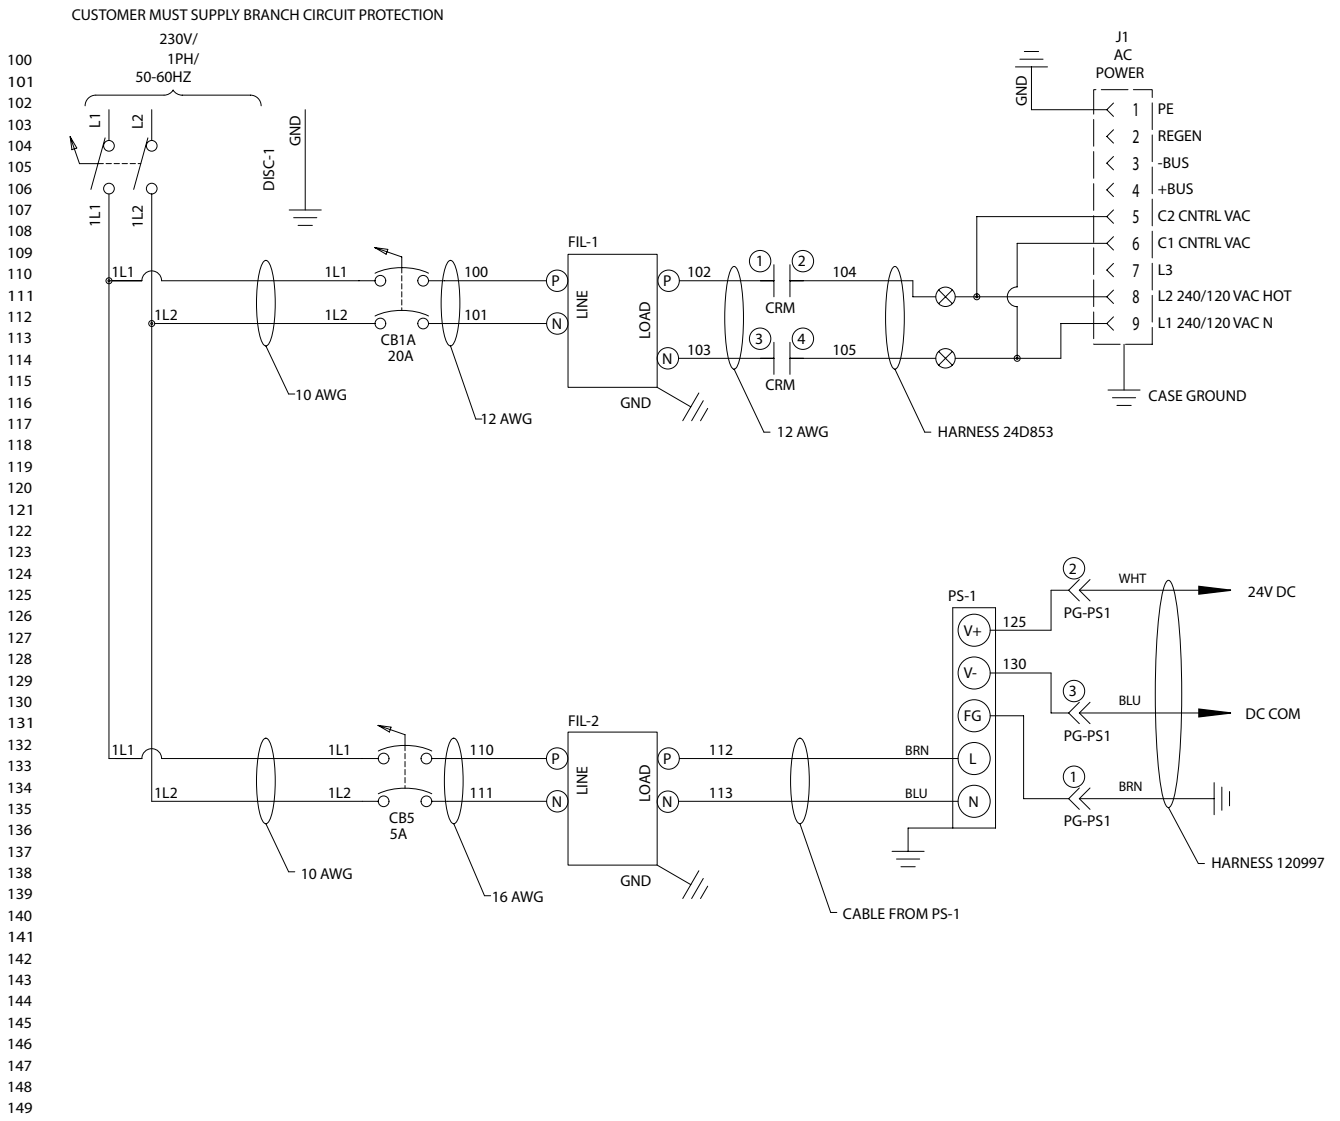 CUSTOMER MUST SUPPLY BRANCH CIRCUIT PROTECTION
230V/
1PH/
50-60HZ
100
101
102
103
104
105
106
107
108
109
110
111
112
113
114
115
116
117
118
119
120
121
122
123
124
125
126
127
128
129
130
131
132
133
134
135
136
137
138
139
140
141
142
143
144
145
146
147
148
149
L1
L2
DISC-1
GND
1L1
1L2
1L1
1L1
1L2
1L2
CB1A
20A
10 AWG
100
101
12 AWG
FIL-1
P
N
LINE
LOAD
P
N
GND
102
103
12 AWG
1
2
CRM
3
4
CRM
104
105
HARNESS 24D853
GND
J1
AC
POWER
1 PE
2 REGEN
3 -BUS
4 +BUS
5 C2 CNTRL VAC
6 C1 CNTRL VAC
7 L3
8 L2 240/120 VAC HOT
9 L1 240/120 VAC N
CASE GROUND
1L1
1L1
1L2
1L2
CB5
5A
10 AWG
110
111
16 AWG
FIL-2
P
N
LINE
LOAD
P
N
GND
112
113
BRN
BLU
CABLE FROM PS-1
PS-1
V+
V-
FG
L
N
125
130
2
PG-PS1
WHT
24V DC
3
PG-PS1
BLU
DC COM
1
PG-PS1
BRN
HARNESS 120997